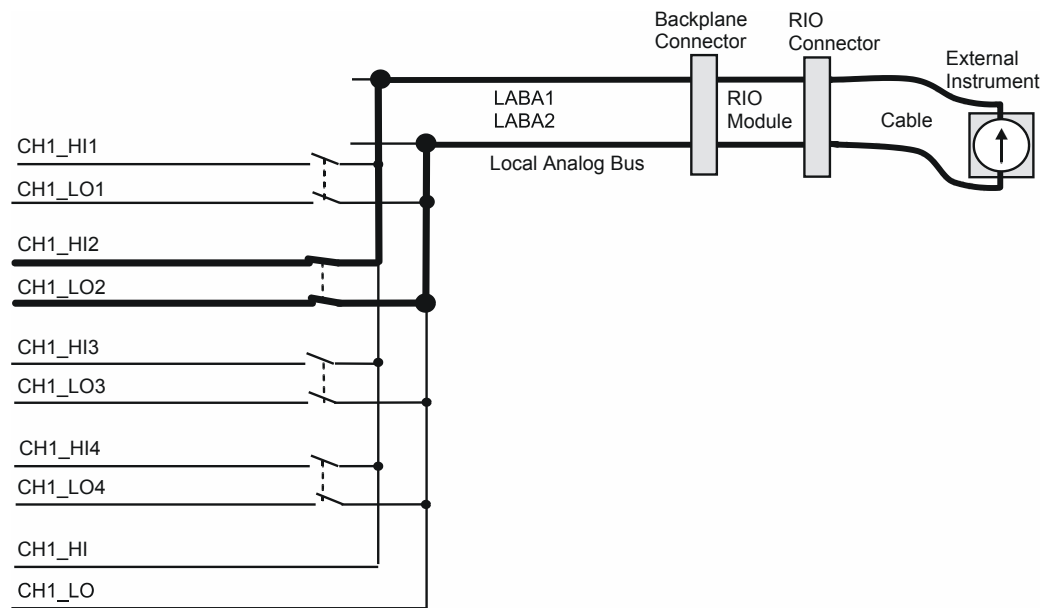 Backplane
Connector
RIO
Connector
External
Instrument
LABA1
LABA2
RIO
Module
Cable
Local Analog Bus
CH1_HI1
CH1_LO1
CH1_HI2
CH1_LO2
CH1_HI3
CH1_LO3
CH1_HI4
CH1_LO4
CH1_HI
CH1_LO